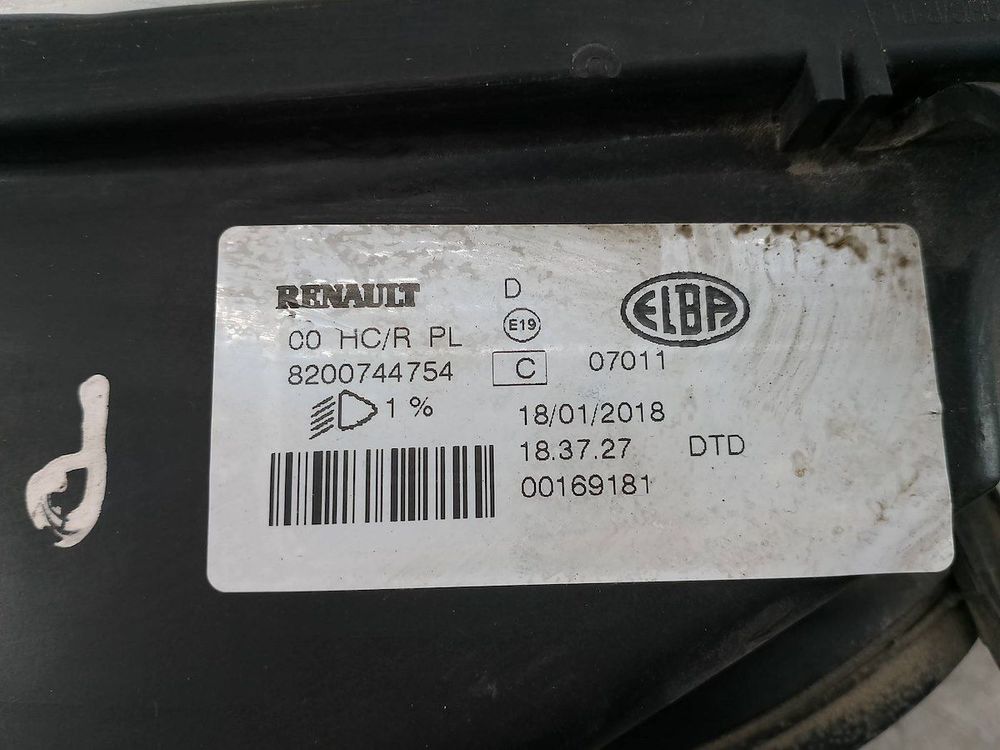 RENAULT D ELBA
00 HC/R PL E19
8200744754 C 07011
1 % 18/01/2018
18.37.27 DTD
00169181
d